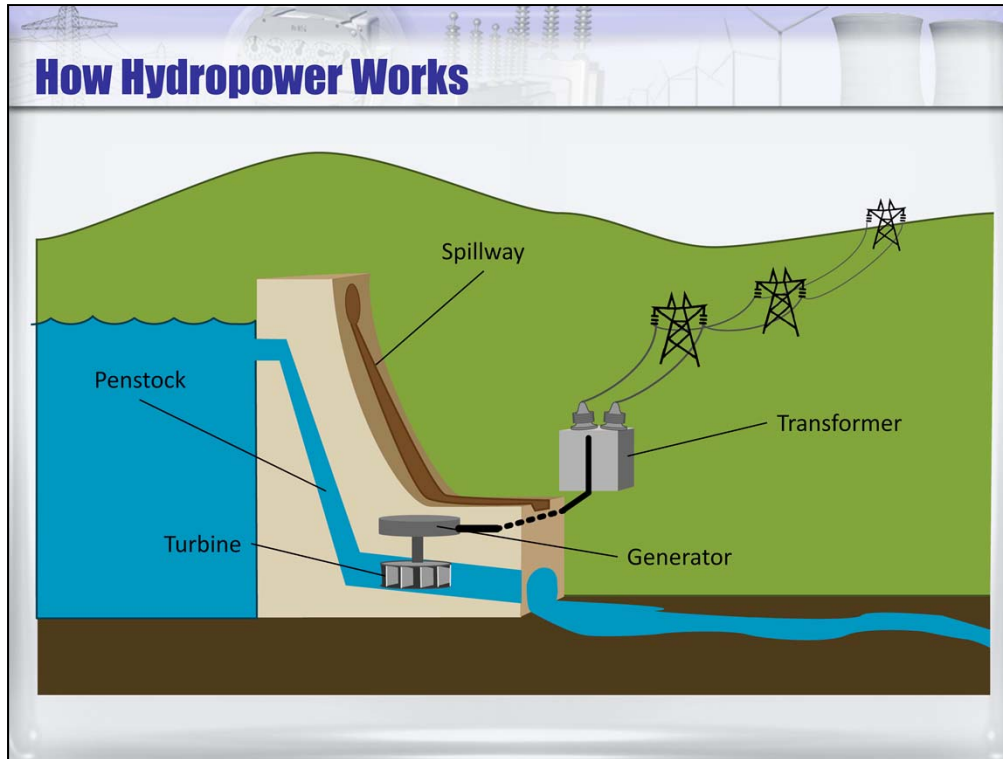 How Hydropower Works
Spillway
Penstock
Transformer
Turbine
Generator